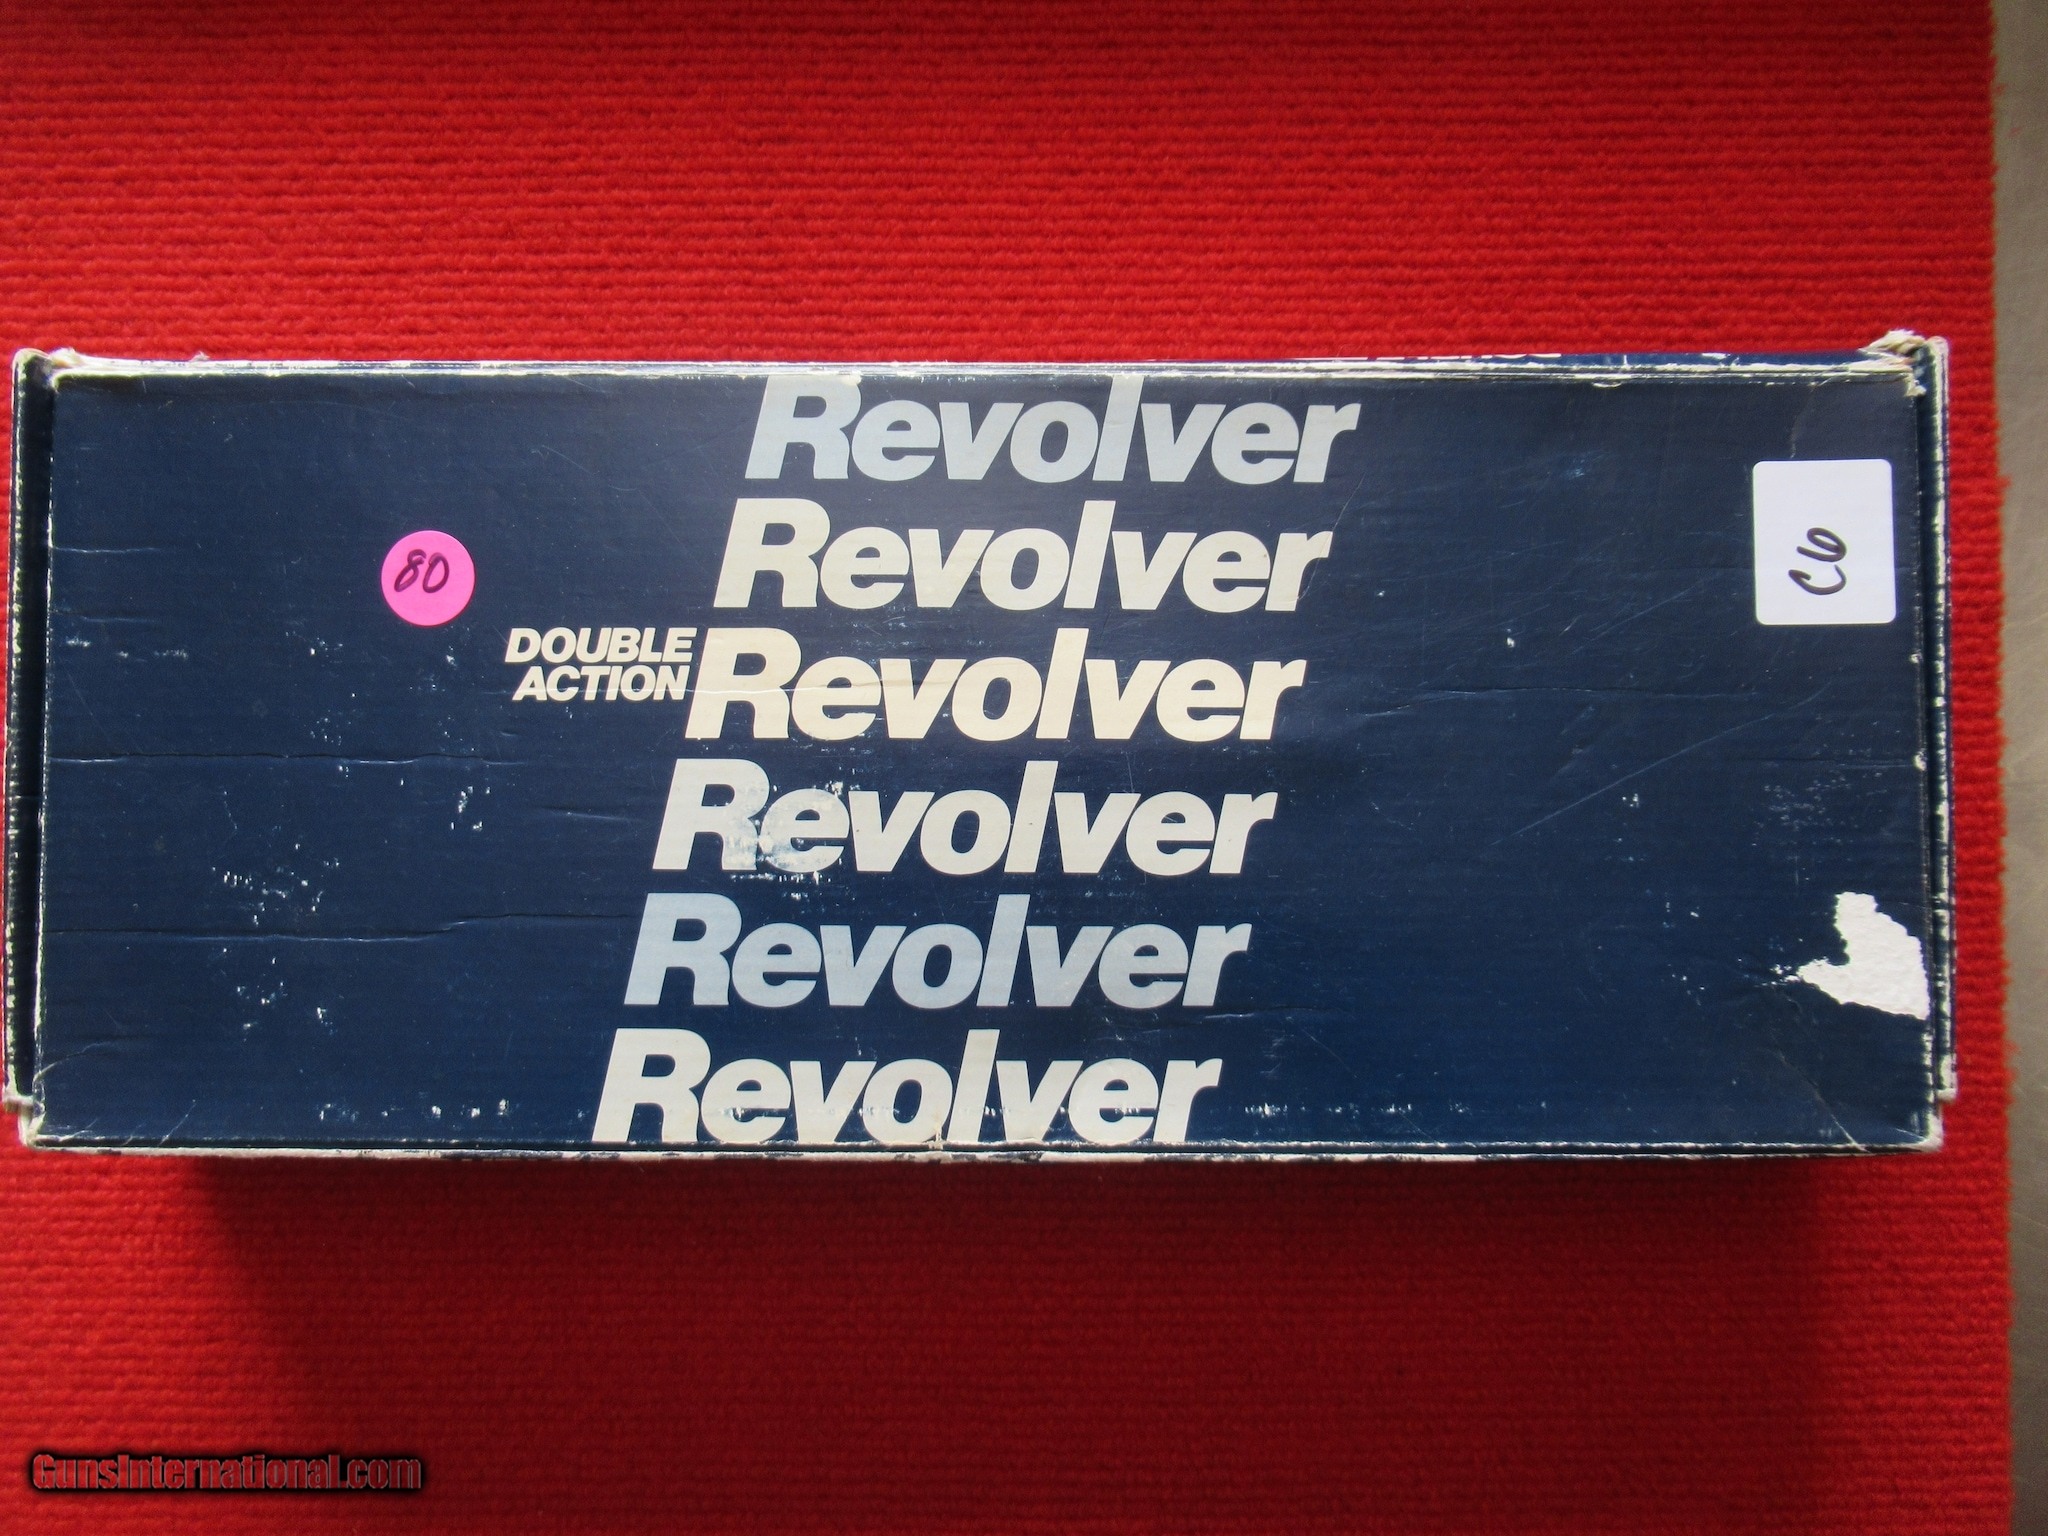 Revolver
Revolver
C6
80
DOUBLE
ACTION
Revolver
Revolver
Revolver
Revolver
GunsInternational.com